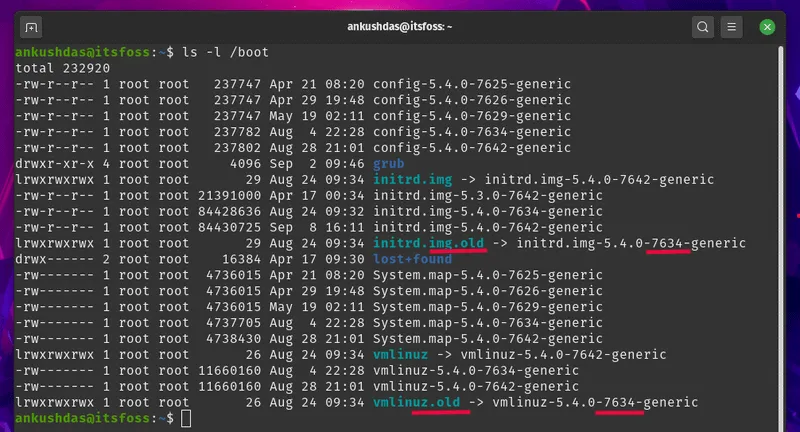 ankushdas@itsfoss: ~
ankushdas@itsfoss:~$ ls -l /boot
total 232920
-rw-r--r-- 1 root root   237747 Apr 21 08:20 config-5.4.0-7625-generic
-rw-r--r-- 1 root root   237747 Apr 29 19:48 config-5.4.0-7626-generic
-rw-r--r-- 1 root root   237747 May 19 02:11 config-5.4.0-7629-generic
-rw-r--r-- 1 root root   237782 Aug  4 22:28 config-5.4.0-7634-generic
-rw-r--r-- 1 root root   237802 Aug 28 21:01 config-5.4.0-7642-generic
drwxr-xr-x 4 root root     4096 Sep  2 09:46 grub
lrwxrwxrwx 1 root root       29 Aug 24 09:34 initrd.img -> initrd.img-5.4.0-7642-generic
-rw-r--r-- 1 root root 21391000 Apr 17 00:34 initrd.img-5.3.0-7642-generic
-rw-r--r-- 1 root root 84428636 Aug 24 09:32 initrd.img-5.4.0-7634-generic
-rw-r--r-- 1 root root 84430725 Sep  8 16:11 initrd.img-5.4.0-7642-generic
lrwxrwxrwx 1 root root       29 Aug 24 09:34 initrd.img.old -> initrd.img-5.4.0-7634-generic
drwx------ 2 root root    16384 Apr 17 09:30 lost+found
-rw------- 1 root root  4736015 Apr 21 08:20 System.map-5.4.0-7625-generic
-rw------- 1 root root  4736015 Apr 29 19:48 System.map-5.4.0-7626-generic
-rw------- 1 root root  4736015 May 19 02:11 System.map-5.4.0-7629-generic
-rw------- 1 root root  4737705 Aug  4 22:28 System.map-5.4.0-7634-generic
-rw------- 1 root root  4738430 Aug 28 21:01 System.map-5.4.0-7642-generic
lrwxrwxrwx 1 root root       26 Aug 24 09:34 vmlinuz -> vmlinuz-5.4.0-7642-generic
-rw------- 1 root root 11660160 Aug  4 22:28 vmlinuz-5.4.0-7634-generic
-rw------- 1 root root 11660160 Aug 28 21:01 vmlinuz-5.4.0-7642-generic
lrwxrwxrwx 1 root root       26 Aug 24 09:34 vmlinuz.old -> vmlinuz-5.4.0-7634-generic
ankushdas@itsfoss:~$